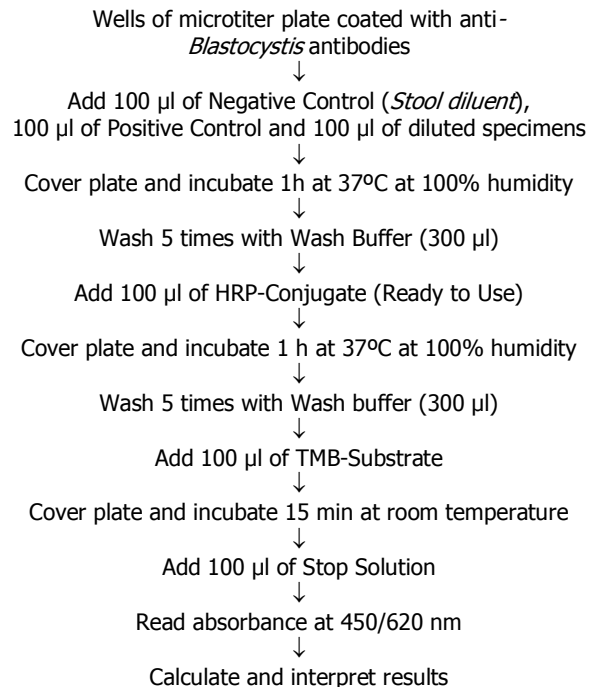 Wells of microtiter plate coated with anti-
Blastocystis antibodies
↓
Add 100 µl of Negative Control (Stool diluent),
100 µl of Positive Control and 100 µl of diluted specimens
↓
Cover plate and incubate 1h at 37ºC at 100% humidity
↓
Wash 5 times with Wash Buffer (300 µl)
↓
Add 100 µl of HRP-Conjugate (Ready to Use)
↓
Cover plate and incubate 1 h at 37ºC at 100% humidity
↓
Wash 5 times with Wash buffer (300 µl)
↓
Add 100 µl of TMB-Substrate
↓
Cover plate and incubate 15 min at room temperature
↓
Add 100 µl of Stop Solution
↓
Read absorbance at 450/620 nm
↓
Calculate and interpret results